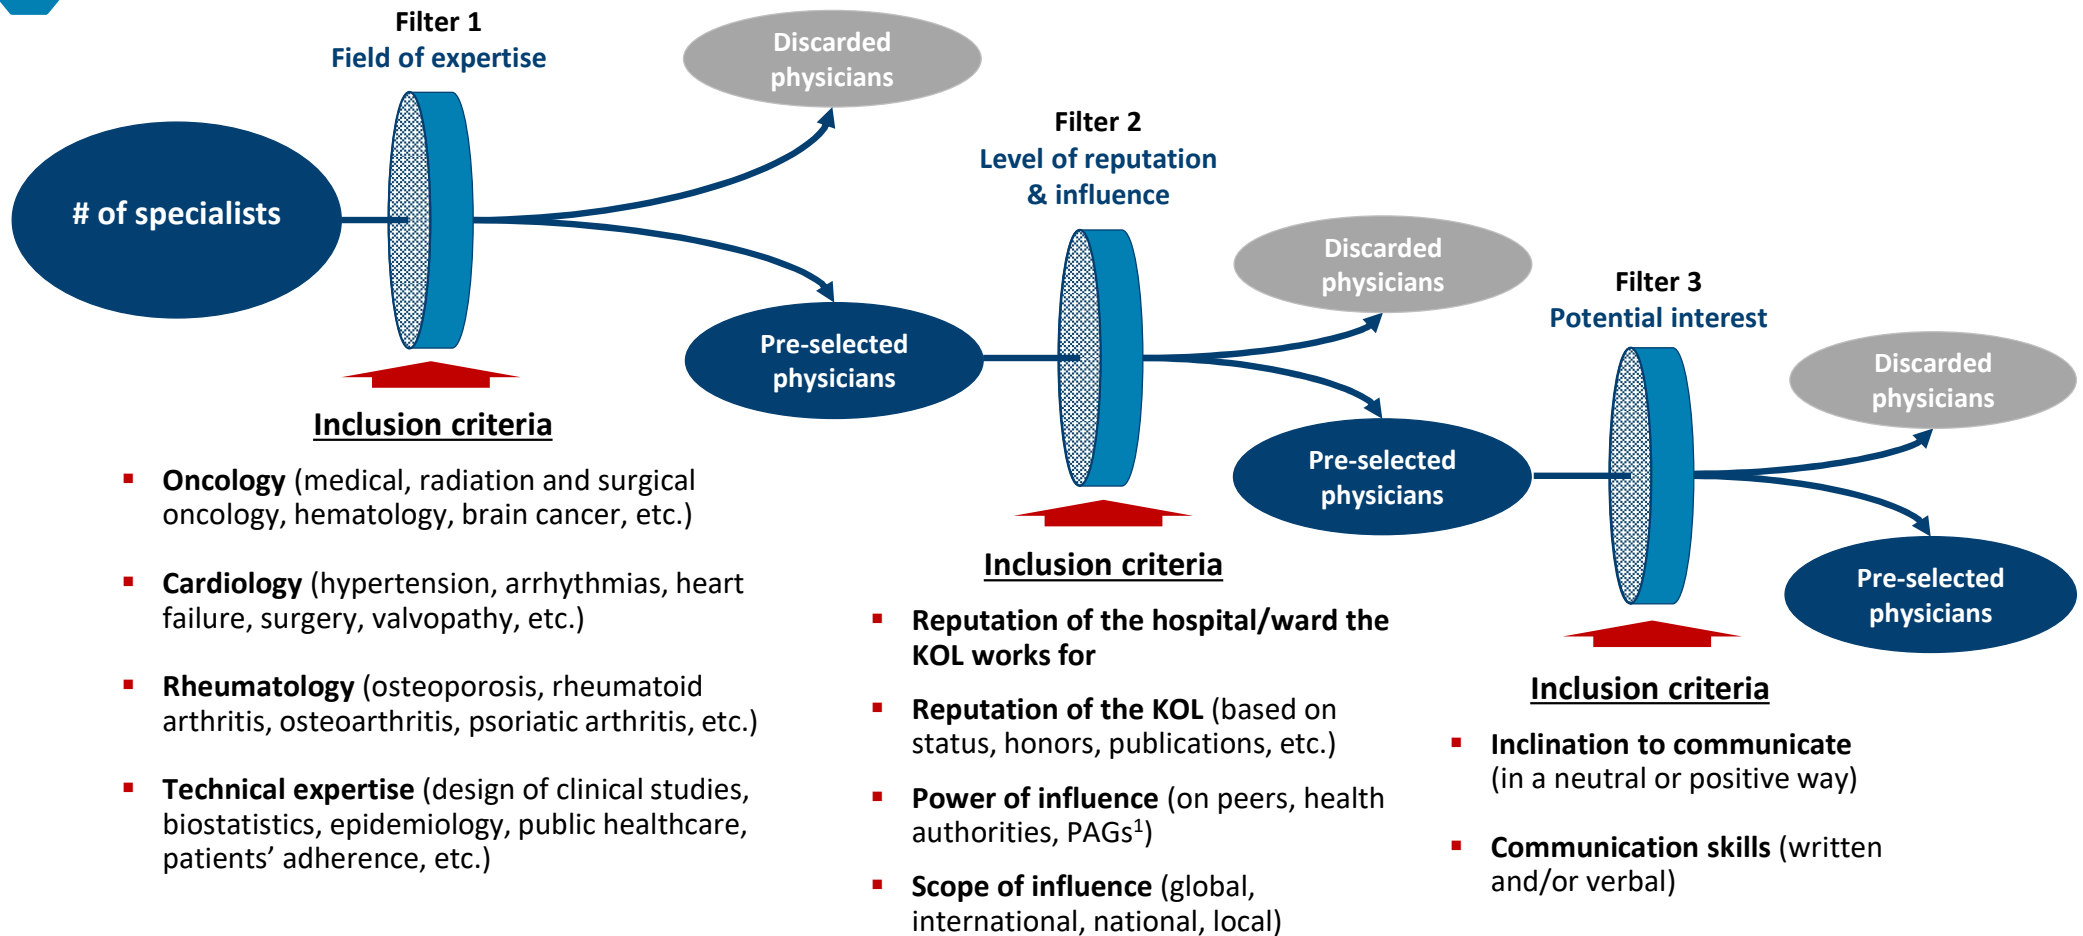 Filter 1
Field of expertise
Discarded
physicians
# of specialists
Filter 2
Level of reputation
& influence
Pre-selected
physicians
Discarded
physicians
Filter 3
Potential interest
Pre-selected
physicians
Discarded
physicians
Pre-selected
physicians
Inclusion criteria
▪ Oncology (medical, radiation and surgical
oncology, hematology, brain cancer, etc.)
▪ Cardiology (hypertension, arrhythmias, heart
failure, surgery, valvopathy, etc.)
▪ Rheumatology (osteoporosis, rheumatoid
arthritis, osteoarthritis, psoriatic arthritis, etc.)
▪ Technical expertise (design of clinical studies,
biostatistics, epidemiology, public healthcare,
patients’ adherence, etc.)
Inclusion criteria
▪ Reputation of the hospital/ward the
KOL works for
▪ Reputation of the KOL (based on
status, honors, publications, etc.)
▪ Power of influence (on peers, health
authorities, PAGs¹)
▪ Scope of influence (global,
international, national, local)
Inclusion criteria
▪ Inclination to communicate
(in a neutral or positive way)
▪ Communication skills (written
and/or verbal)